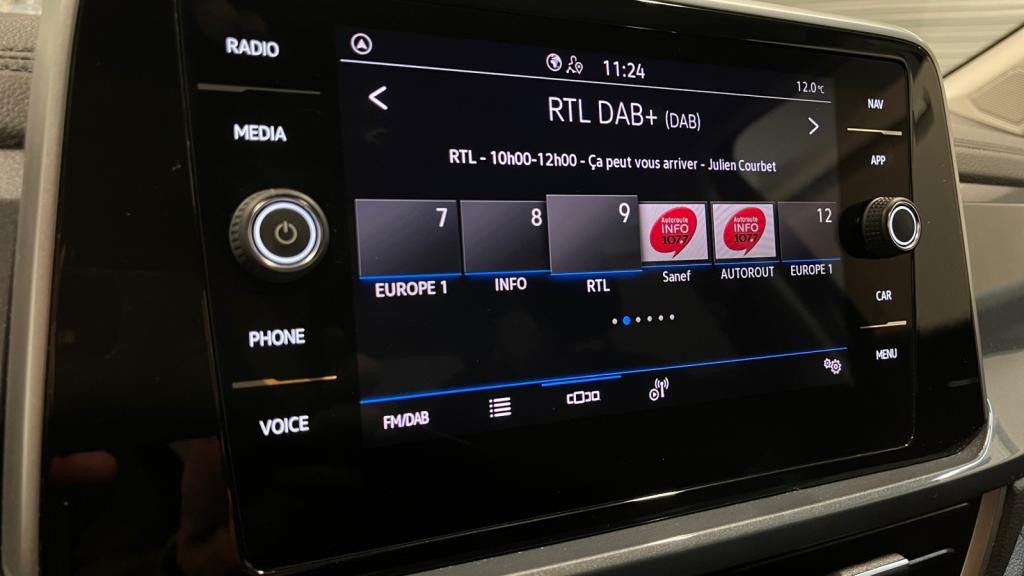 RADIO
MEDIA
PHONE
VOICE
11:24
12.0°C
RTL DAB+ (DAB)
RTL - 10h00-12h00 - Ça peut vous arriver - Julien Courbet
7
8
9
Autoroute
INFO
107.7
Autoroute
INFO
107.7
12
EUROPE 1
INFO
RTL
Sanef
AUTOROUT
EUROPE 1
FM/DAB
NAV
APP
CAR
MENU